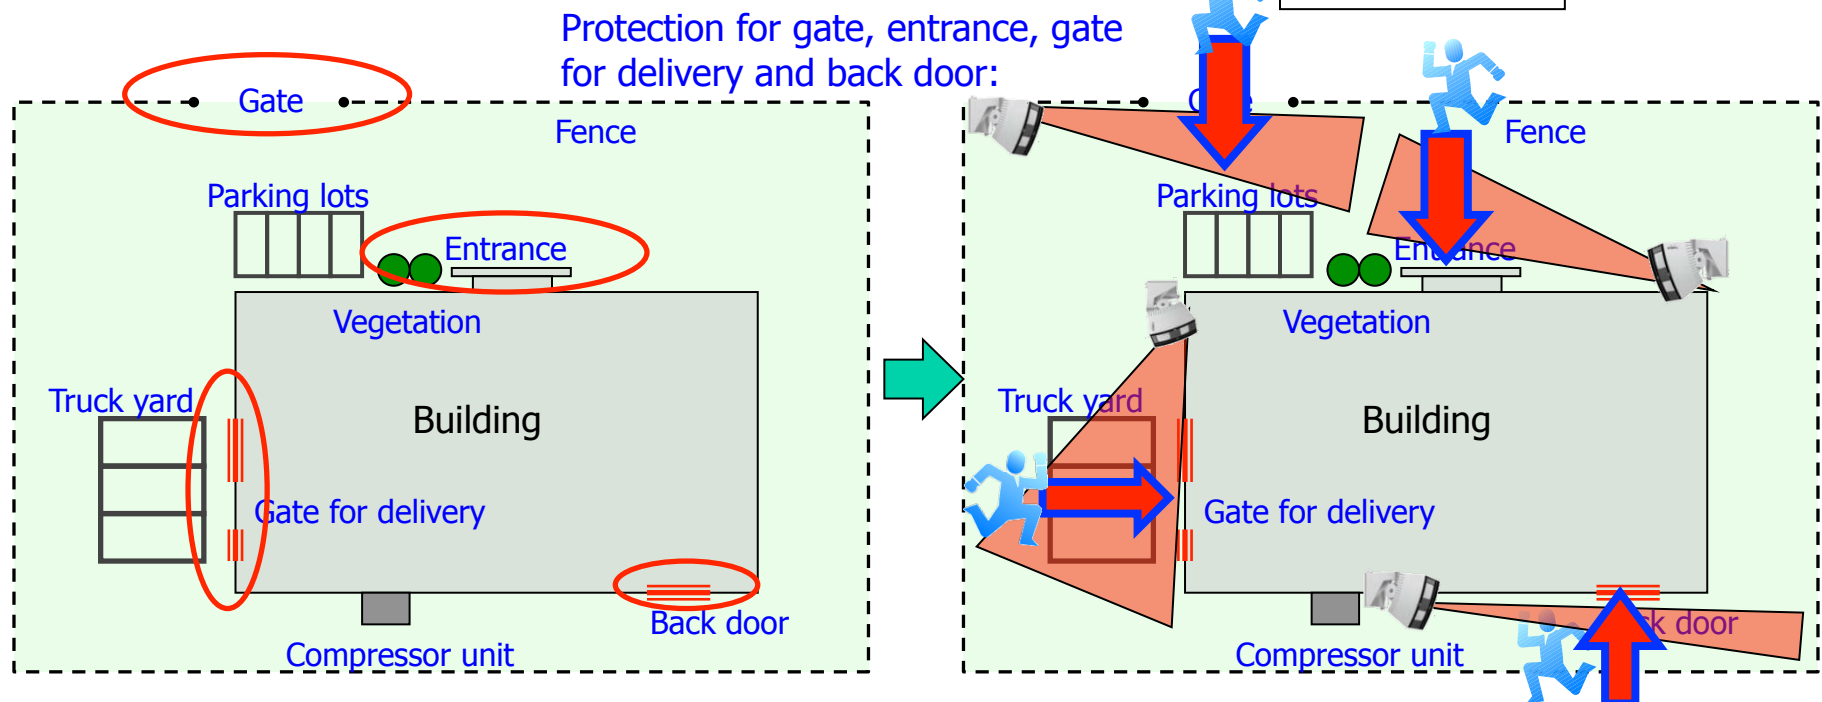 Protection for gate, entrance, gate
for delivery and back door:
Gate
Fence
Parking lots
Entrance
Vegetation
Truck yard
Building
Gate for delivery
Back door
Compressor unit
Fence
Parking lots
Entrance
Vegetation
Truck yard
Building
Gate for delivery
door
Compressor unit